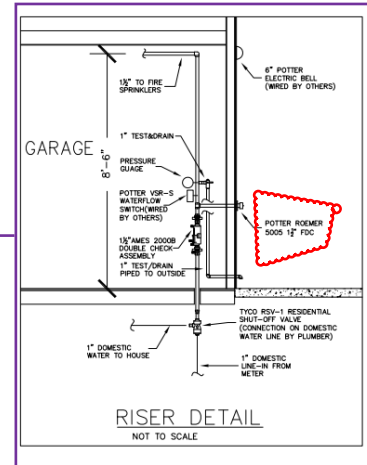 1½" TO FIRE
SPRINKLERS
6" POTTER
ELECTRIC BELL
(WIRED BY OTHERS)
GARAGE
8'-6"
1" TEST&DRAIN
PRESSURE
GUAGE
POTTER VSR-S
WATERFLOW
SWITCH(WIRED
BY OTHERS)
POTTER ROEMER
5005 1½" FDC
1½"AMES 2000B
DOUBLE CHECK
ASSEMBLY
1" TEST/DRAIN
PIPED TO OUTSIDE
TYCO RSV-1 RESIDENTIAL
SHUT-OFF VALVE
(CONNECTION ON DOMESTIC
WATER LINE BY PLUMBER)
1" DOMESTIC
WATER TO HOUSE
1" DOMESTIC
LINE-IN FROM
METER
RISER DETAIL
NOT TO SCALE